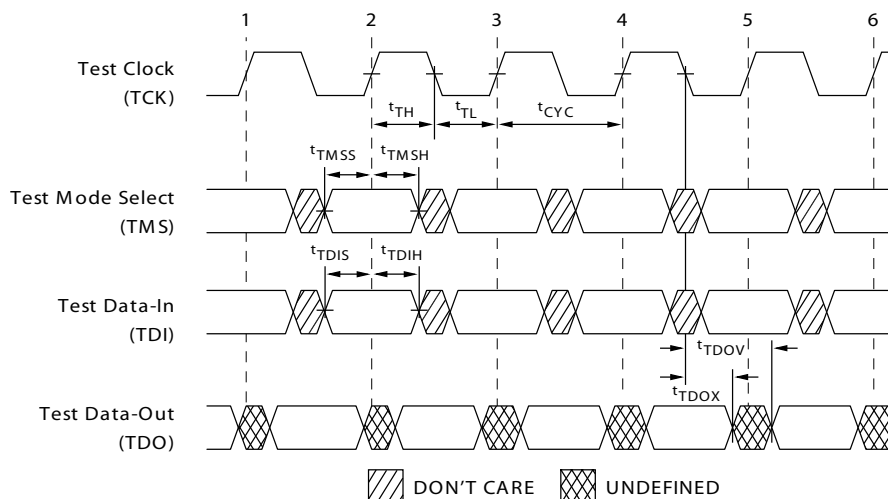 1 2 3 4 5 6
Test Clock
(TCK)
tTH tTL tCYC
tTMSS tTMSH
Test Mode Select
(TMS)
tTDIS tTDIH
Test Data-In
(TDI)
tTDOV
tTDOX
Test Data-Out
(TDO)
DON'T CARE UNDEFINED